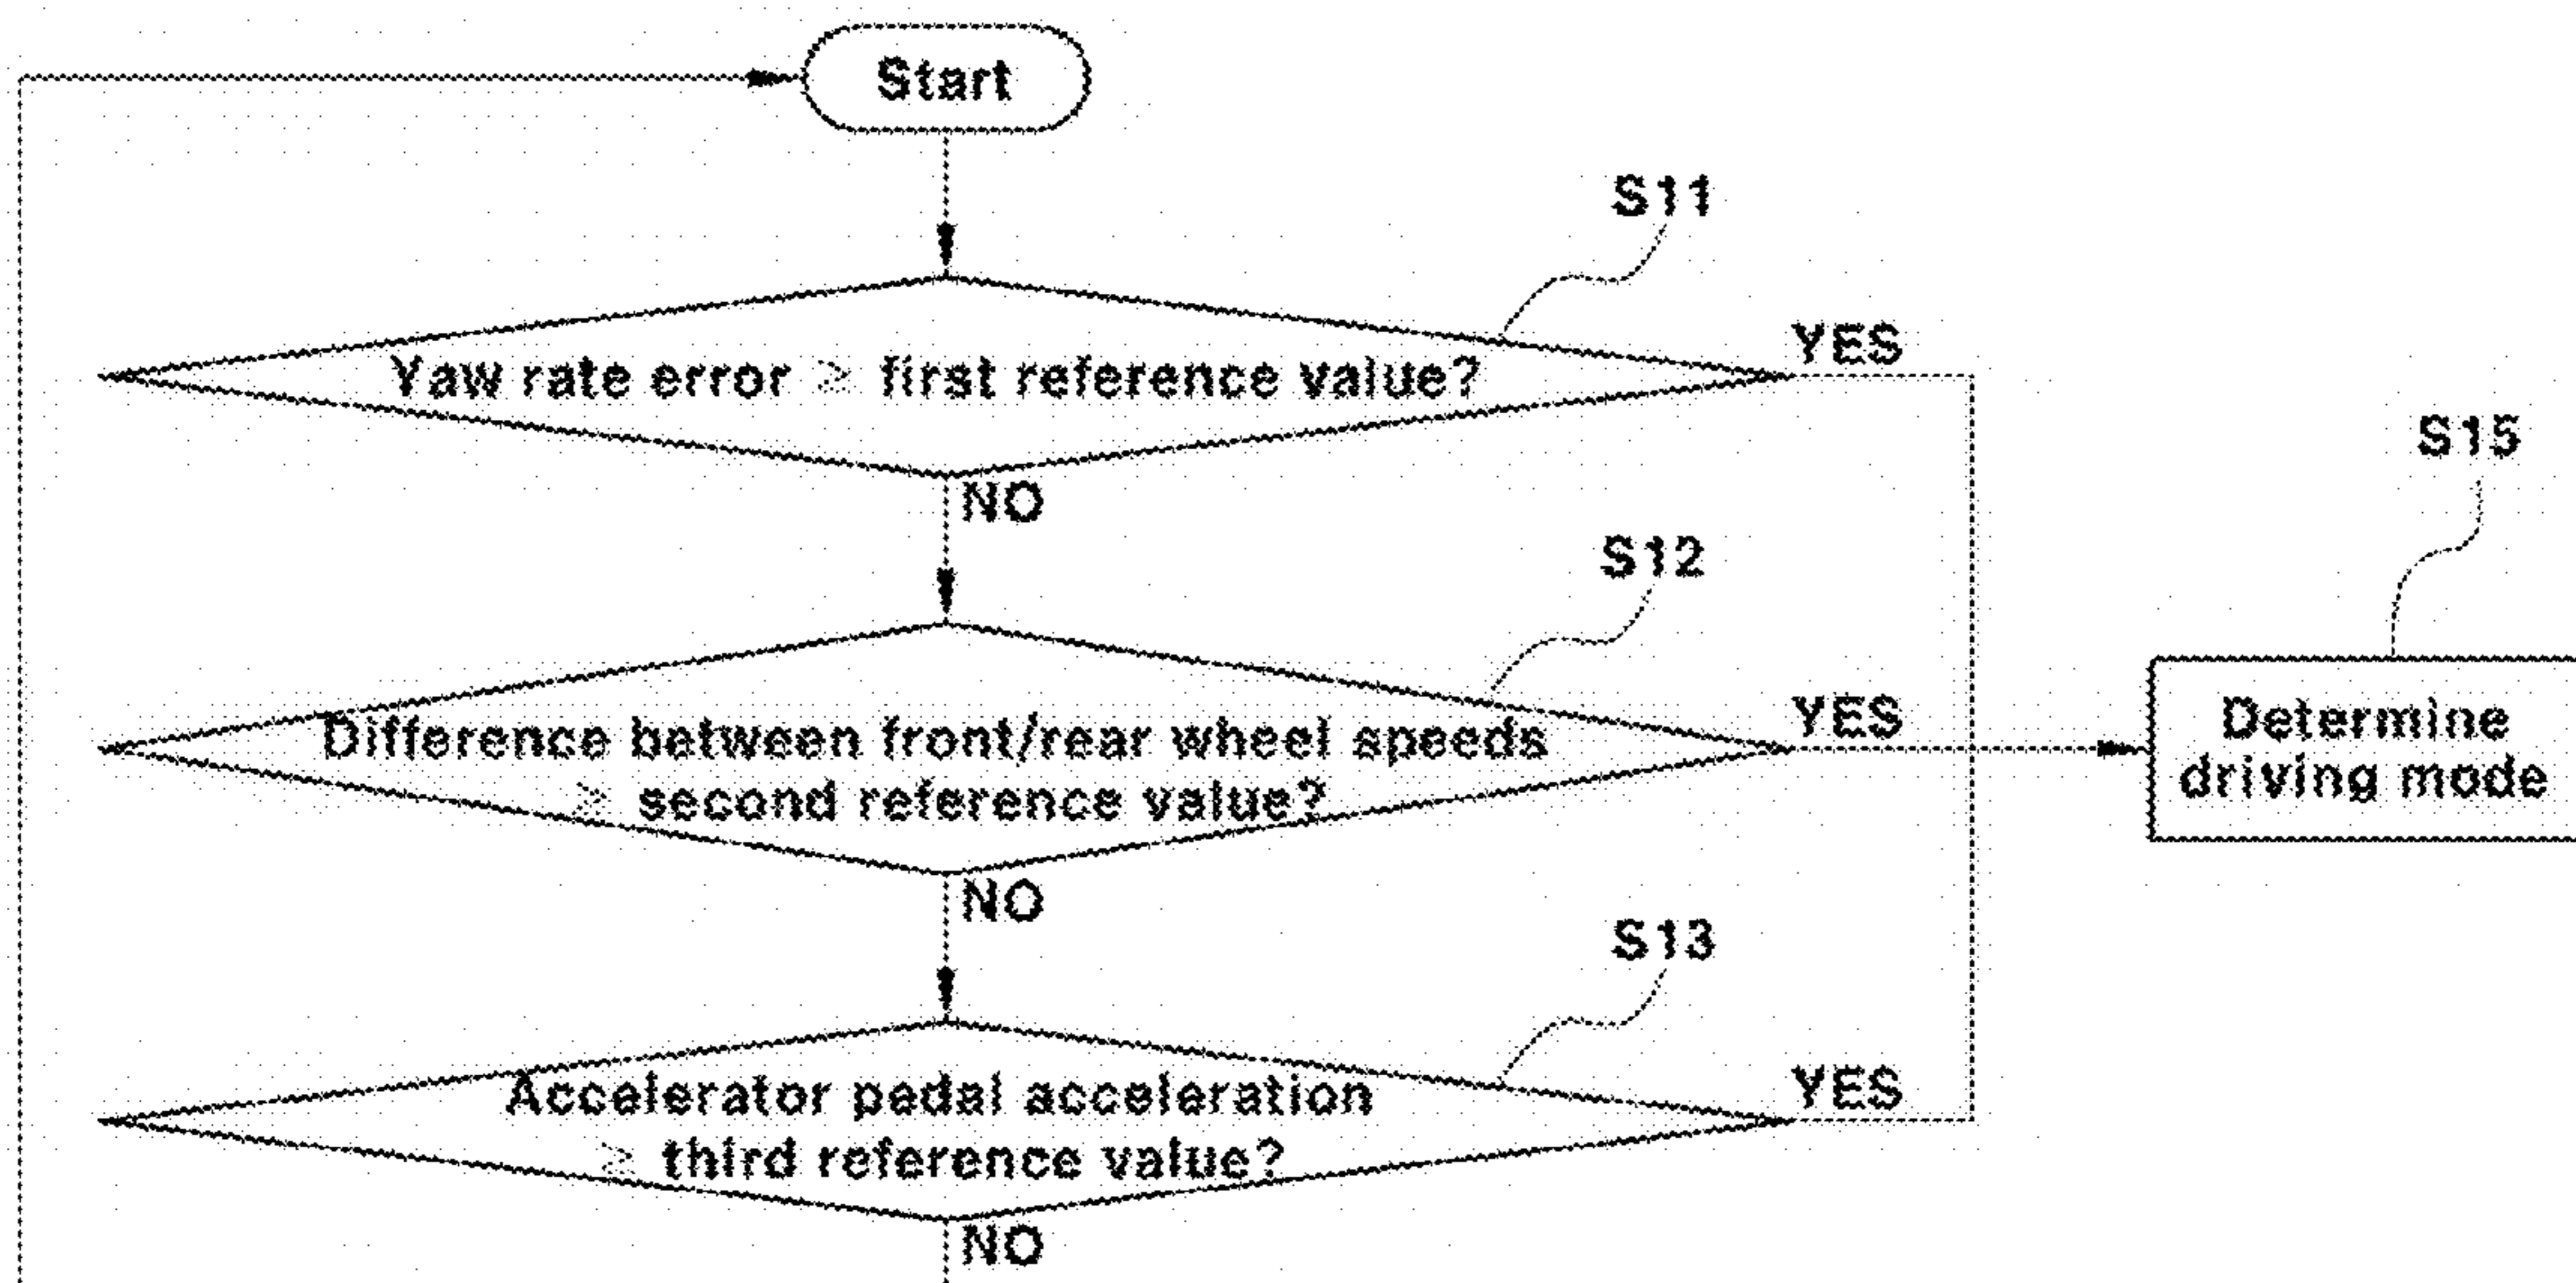 Start
S11
Yaw rate error ≥ first reference value?
YES
NO
S15
S12
Difference between front/rear wheel speeds
≥ second reference value?
YES
Determine
driving mode
NO
S13
Accelerator pedal acceleration
≥ third reference value?
YES
NO